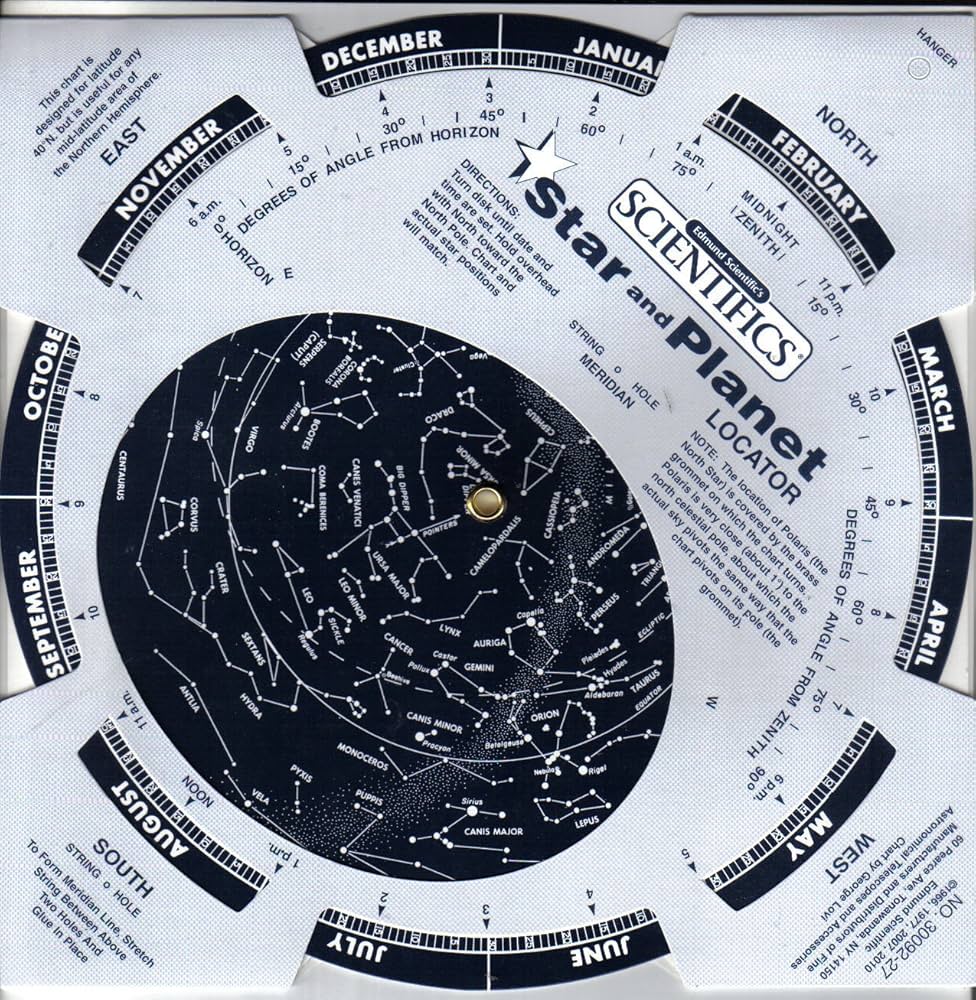 DECEMBER
JANUAR
HANGER
This chart is
designed for latitude
40°N, but is useful for any
mid-latitude area of
the Northern Hemisphere.
EAST
NORTH
NOVEMBER
FEBRUARY
4
3
2
5
1 a.m.
30°
45°
60°
15°
75°
DEGREES OF ANGLE FROM HORIZON
6 a.m.
0°
HORIZON
E
7
MIDNIGHT
ZENITH
11 p.m.
15°
DIRECTIONS:
Turn disk until date and
time are set. Hold overhead
with North toward the
North Pole. Chart and
actual star positions
will match.
Star and Planet
LOCATOR
Edmund Scientific's
SCIENTIFICS®
STRING HOLE
MERIDIAN
NOTE: The location of Polaris (the
North Star) is covered by the brass
grommet on which the chart turns.
Polaris is very close (about 1°) to the
north celestial pole, about which the
actual sky pivots the same way that the
chart pivots on its pole (the
grommet).
OCTOBE
MARCH
8
10
30°
9
9
45°
DEGREES OF ANGLE FROM ZENITH
SEPTEMBER
APRIL
10
8
60°
11 a.m.
7
75°
W
6 p.m.
90°
SERPENS
(CAPUT)
CORONA
BOREALIS
Cluster
Vega
Arcturus
BOOTES
DRACO
CEPHEUS
Spica
VIRGO
CENTAURUS
COMA BERENICES
CANES VENATICI
BIG DIPPER
POINTERS
CASSIOPEIA
CORVUS
CAMELOPARDALIS
ANDROMEDA
URSA MAJOR
CRATER
LEO
LEO MINOR
SICKLE
Regulus
LYNX
Capella
AURIGA
PERSEUS
ECLIPTIC
SEXTANS
CANCER
Beehive
Castor
Pollux
GEMINI
Pleiades
Hyades
TAURUS
Aldebaran
EQUATOR
ANTLIA
HYDRA
CANIS MINOR
Procyon
ORION
Betelgeuse
MONOCEROS
Nebula
Rigel
PYXIS
VELA
PUPPIS
Sirius
CANIS MAJOR
LEPUS
AUGUST
NOON
1 p.m.
2
3
4
5
MAY
JULY
JUNE
SOUTH
STRING HOLE
To Form Meridian Line, Stretch
String Between Above
Two Holes And
Glue In Place
WEST
NO. 30092-27
©1966, 1977, 2007, 2010
Edmund Scientific
60 Pearce Ave, Tonawanda, NY 14150
Manufacturers and Distributors of Fine
Astronomical Telescopes and Accessories
Chart by George Lovi